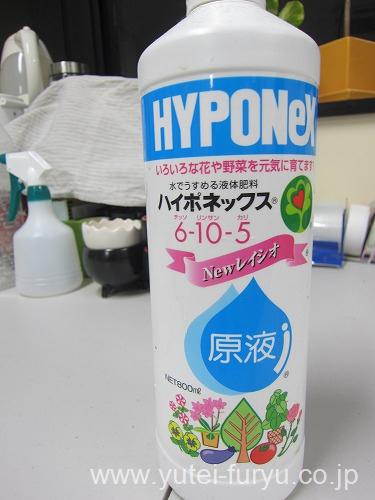 HYPONeX
いろいろな花や野菜を元気に育てます
水でうすめる液体肥料
ハイポネックス®
チッソ リンサン カリ
6-10-5
Newレイシオ
原液
®
NET800mℓ
www.yutei-furyu.co.jp